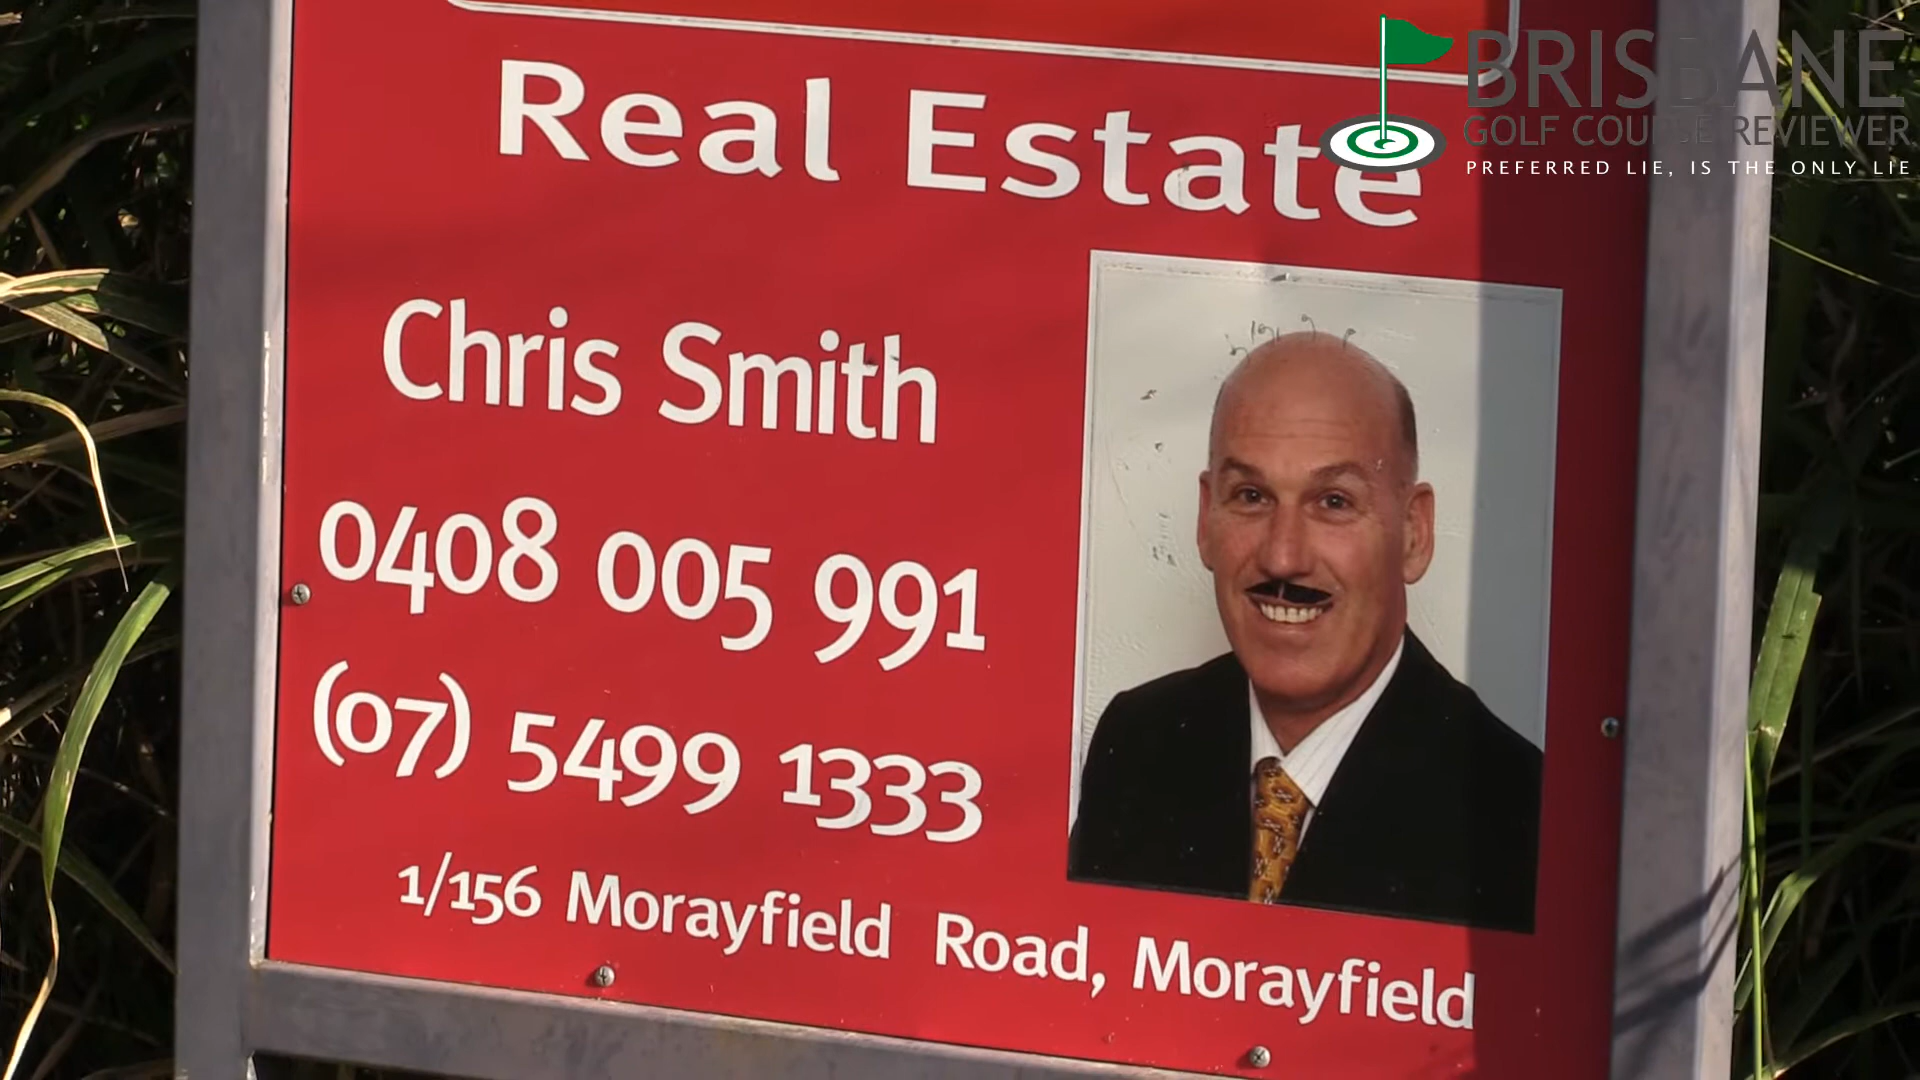 Real Estate
Chris Smith
0408 005 991
(07) 5499 1333
1/156 Morayfield Road, Morayfield
BRISBANE
GOLF COURSE REVIEWER
PREFERRED LIE, IS THE ONLY LIE